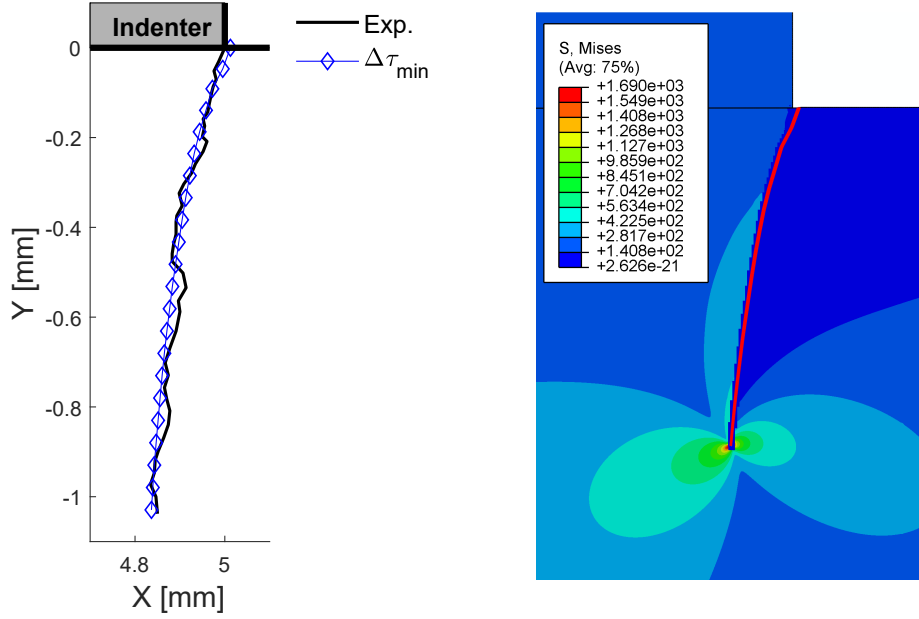 Indenter
Exp.
Δτmin
0
-0.2
-0.4
-0.6
-0.8
-1
4.8
5
X [mm]
Y [mm]
S, Mises
(Avg: 75%)
+1.690e+03
+1.549e+03
+1.408e+03
+1.268e+03
+1.127e+03
+9.859e+02
+8.451e+02
+7.042e+02
+5.634e+02
+4.225e+02
+2.817e+02
+1.408e+02
+2.626e-21